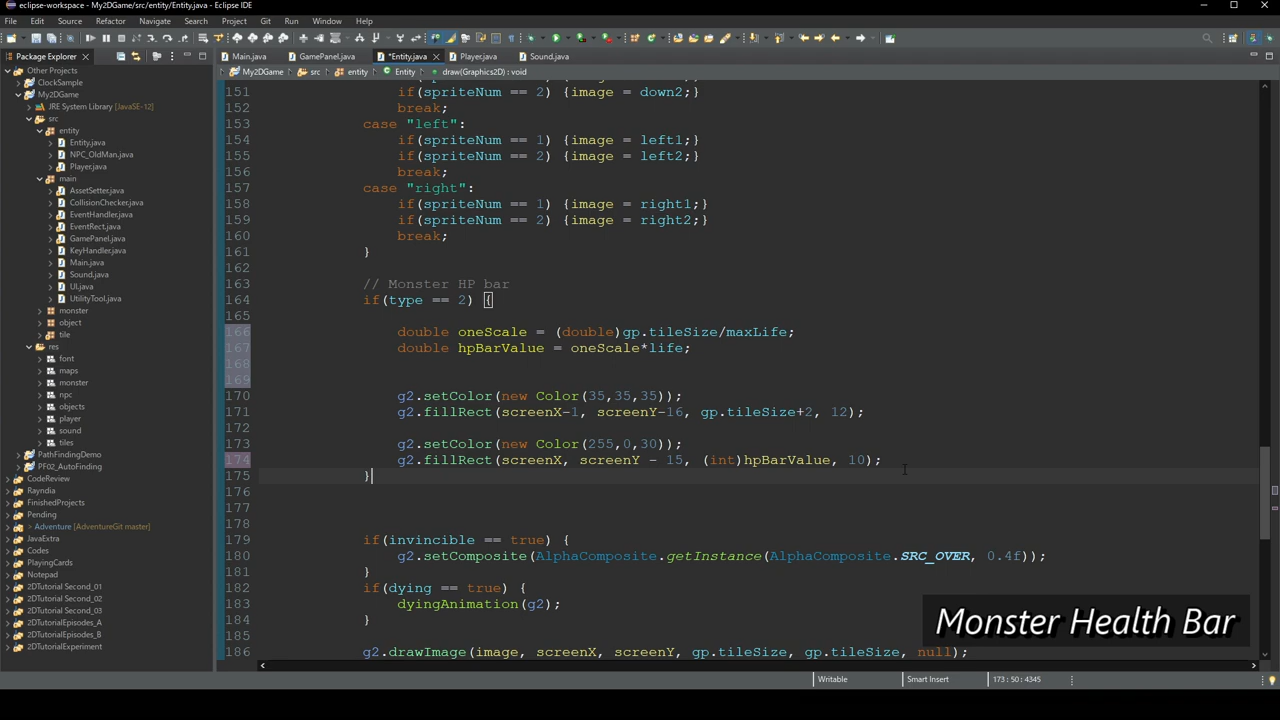 eclipse-workspace - My2DGame/src/entity/Entity.java - Eclipse IDE
File Edit Source Refactor Navigate Search Project Git Run Window Help
Package Explorer
Main.java GamePanel.java *Entity.java Player.java Sound.java
My2DGame src entity Entity draw(Graphics2D) : void
Other Projects
ClockSample
My2DGame
JRE System Library [JavaSE-12]
src
entity
Entity.java
NPC_OldMan.java
Player.java
main
AssetSetter.java
CollisionChecker.java
EventHandler.java
EventRect.java
GamePanel.java
KeyHandler.java
Main.java
Sound.java
UI.java
UtilityTool.java
monster
object
tile
res
font
maps
monster
npc
objects
player
sound
tiles
PathFindingDemo
PF02_AutoFinding
CodeReview
Rayndia
FinishedProjects
Pending
> Adventure [AdventureGit master]
JavaExtra
Codes
PlayingCards
Notepad
2DTutorial Second_01
2DTutorial Second_02
2DTutorial Second_03
2DTutorialEpisodes_A
2DTutorialEpisodes_B
2DTutorialExperiment
151 if(spriteNum == 2) {image = down2;}
152 break;
153 case "left":
154 if(spriteNum == 1) {image = left1;}
155 if(spriteNum == 2) {image = left2;}
156 break;
157 case "right":
158 if(spriteNum == 1) {image = right1;}
159 if(spriteNum == 2) {image = right2;}
160 break;
161 }
162
163 // Monster HP bar
164 if(type == 2) {
165
166 double oneScale = (double)gp.tileSize/maxLife;
167 double hpBarValue = oneScale*life;
168
169
170 g2.setColor(new Color(35,35,35));
171 g2.fillRect(screenX-1, screenY-16, gp.tileSize+2, 12);
172
173 g2.setColor(new Color(255,0,30));
174 g2.fillRect(screenX, screenY - 15, (int)hpBarValue, 10);
175 }
176
177
178
179 if(invincible == true) {
180 g2.setComposite(AlphaComposite.getInstance(AlphaComposite.SRC_OVER, 0.4f));
181 }
182 if(dying == true) {
183 dyingAnimation(g2);
184 }
185
186 g2.drawImage(image, screenX, screenY, gp.tileSize, gp.tileSize, null);
Monster Health Bar
Writable Smart Insert 173 : 50 : 4345